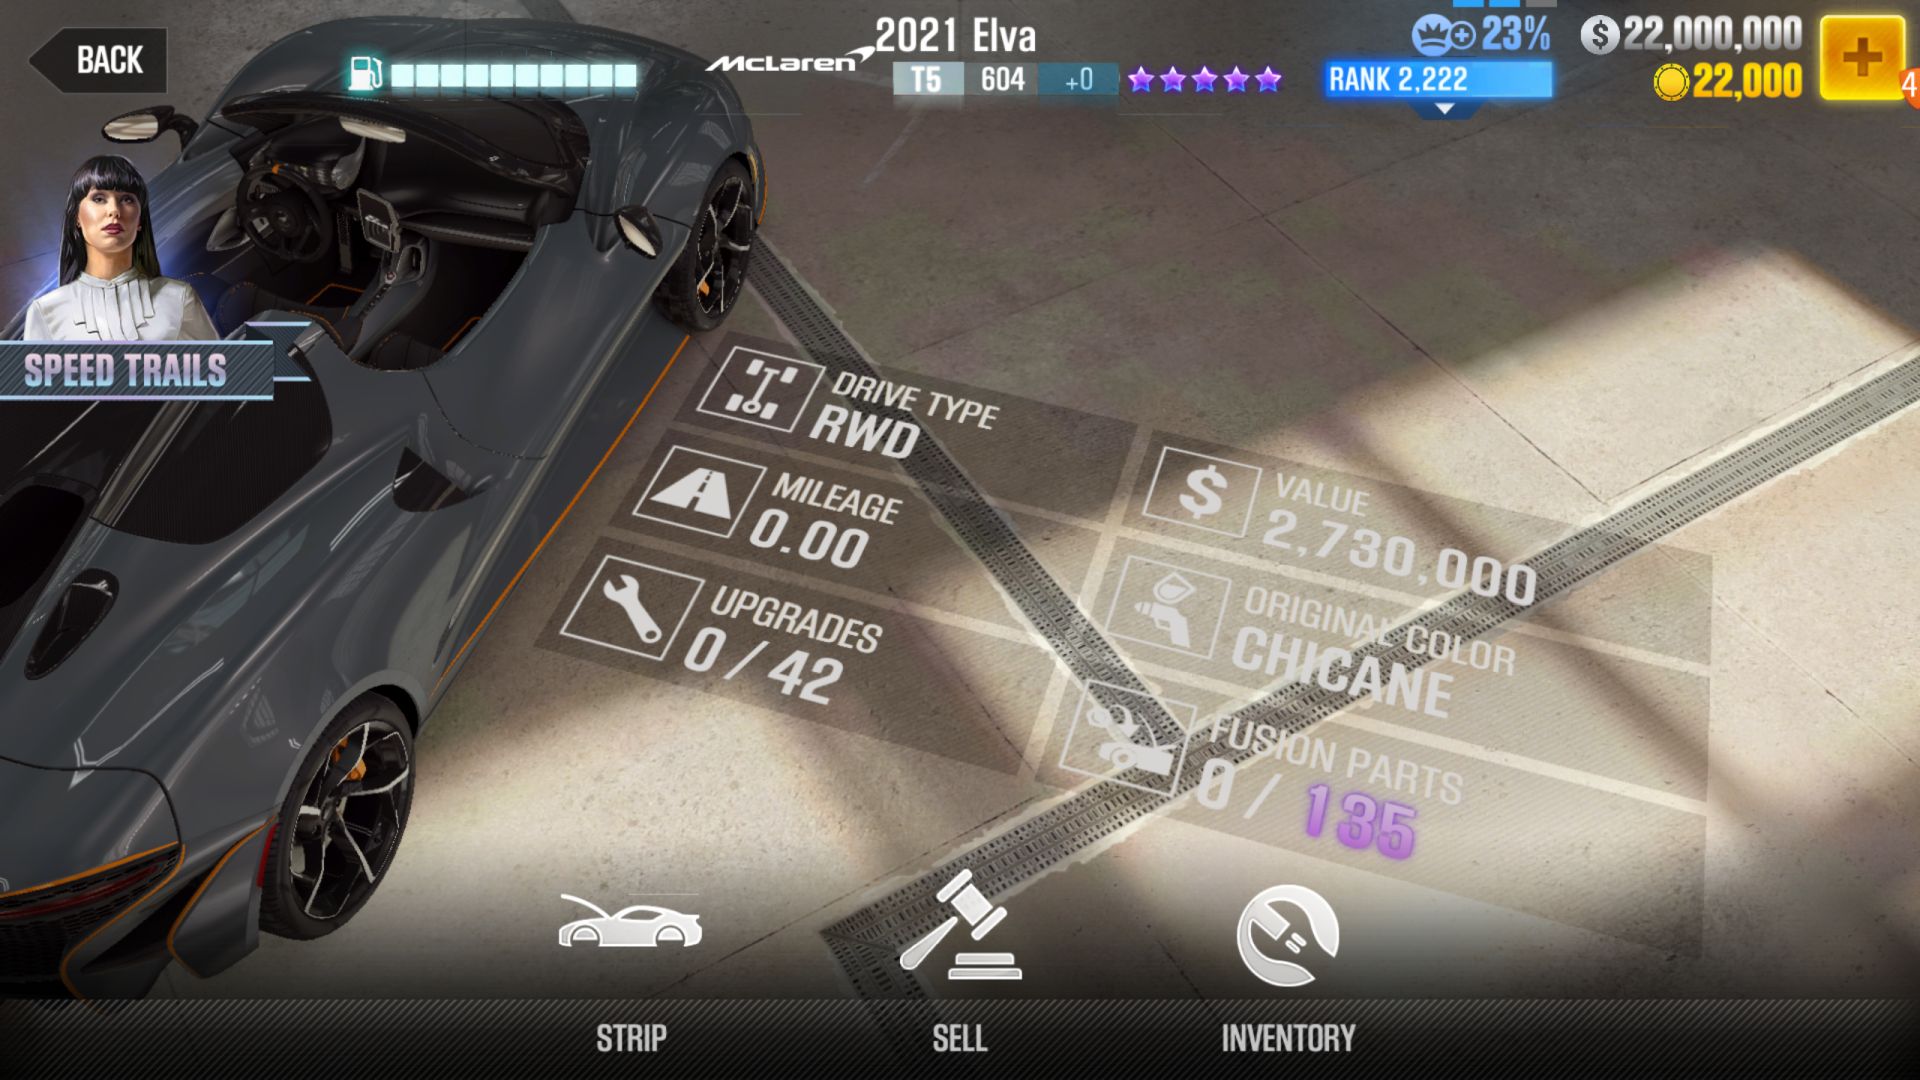 BACK
McLaren
2021 Elva
T5 604 +0
23%
RANK 2,222
$ 22,000,000
22,000
4
SPEED TRAILS
DRIVE TYPE
RWD
MILEAGE
0.00
UPGRADES
0 / 42
$ VALUE
2,730,000
ORIGINAL COLOR
CHICANE
FUSION PARTS
0 / 135
STRIP
SELL
INVENTORY